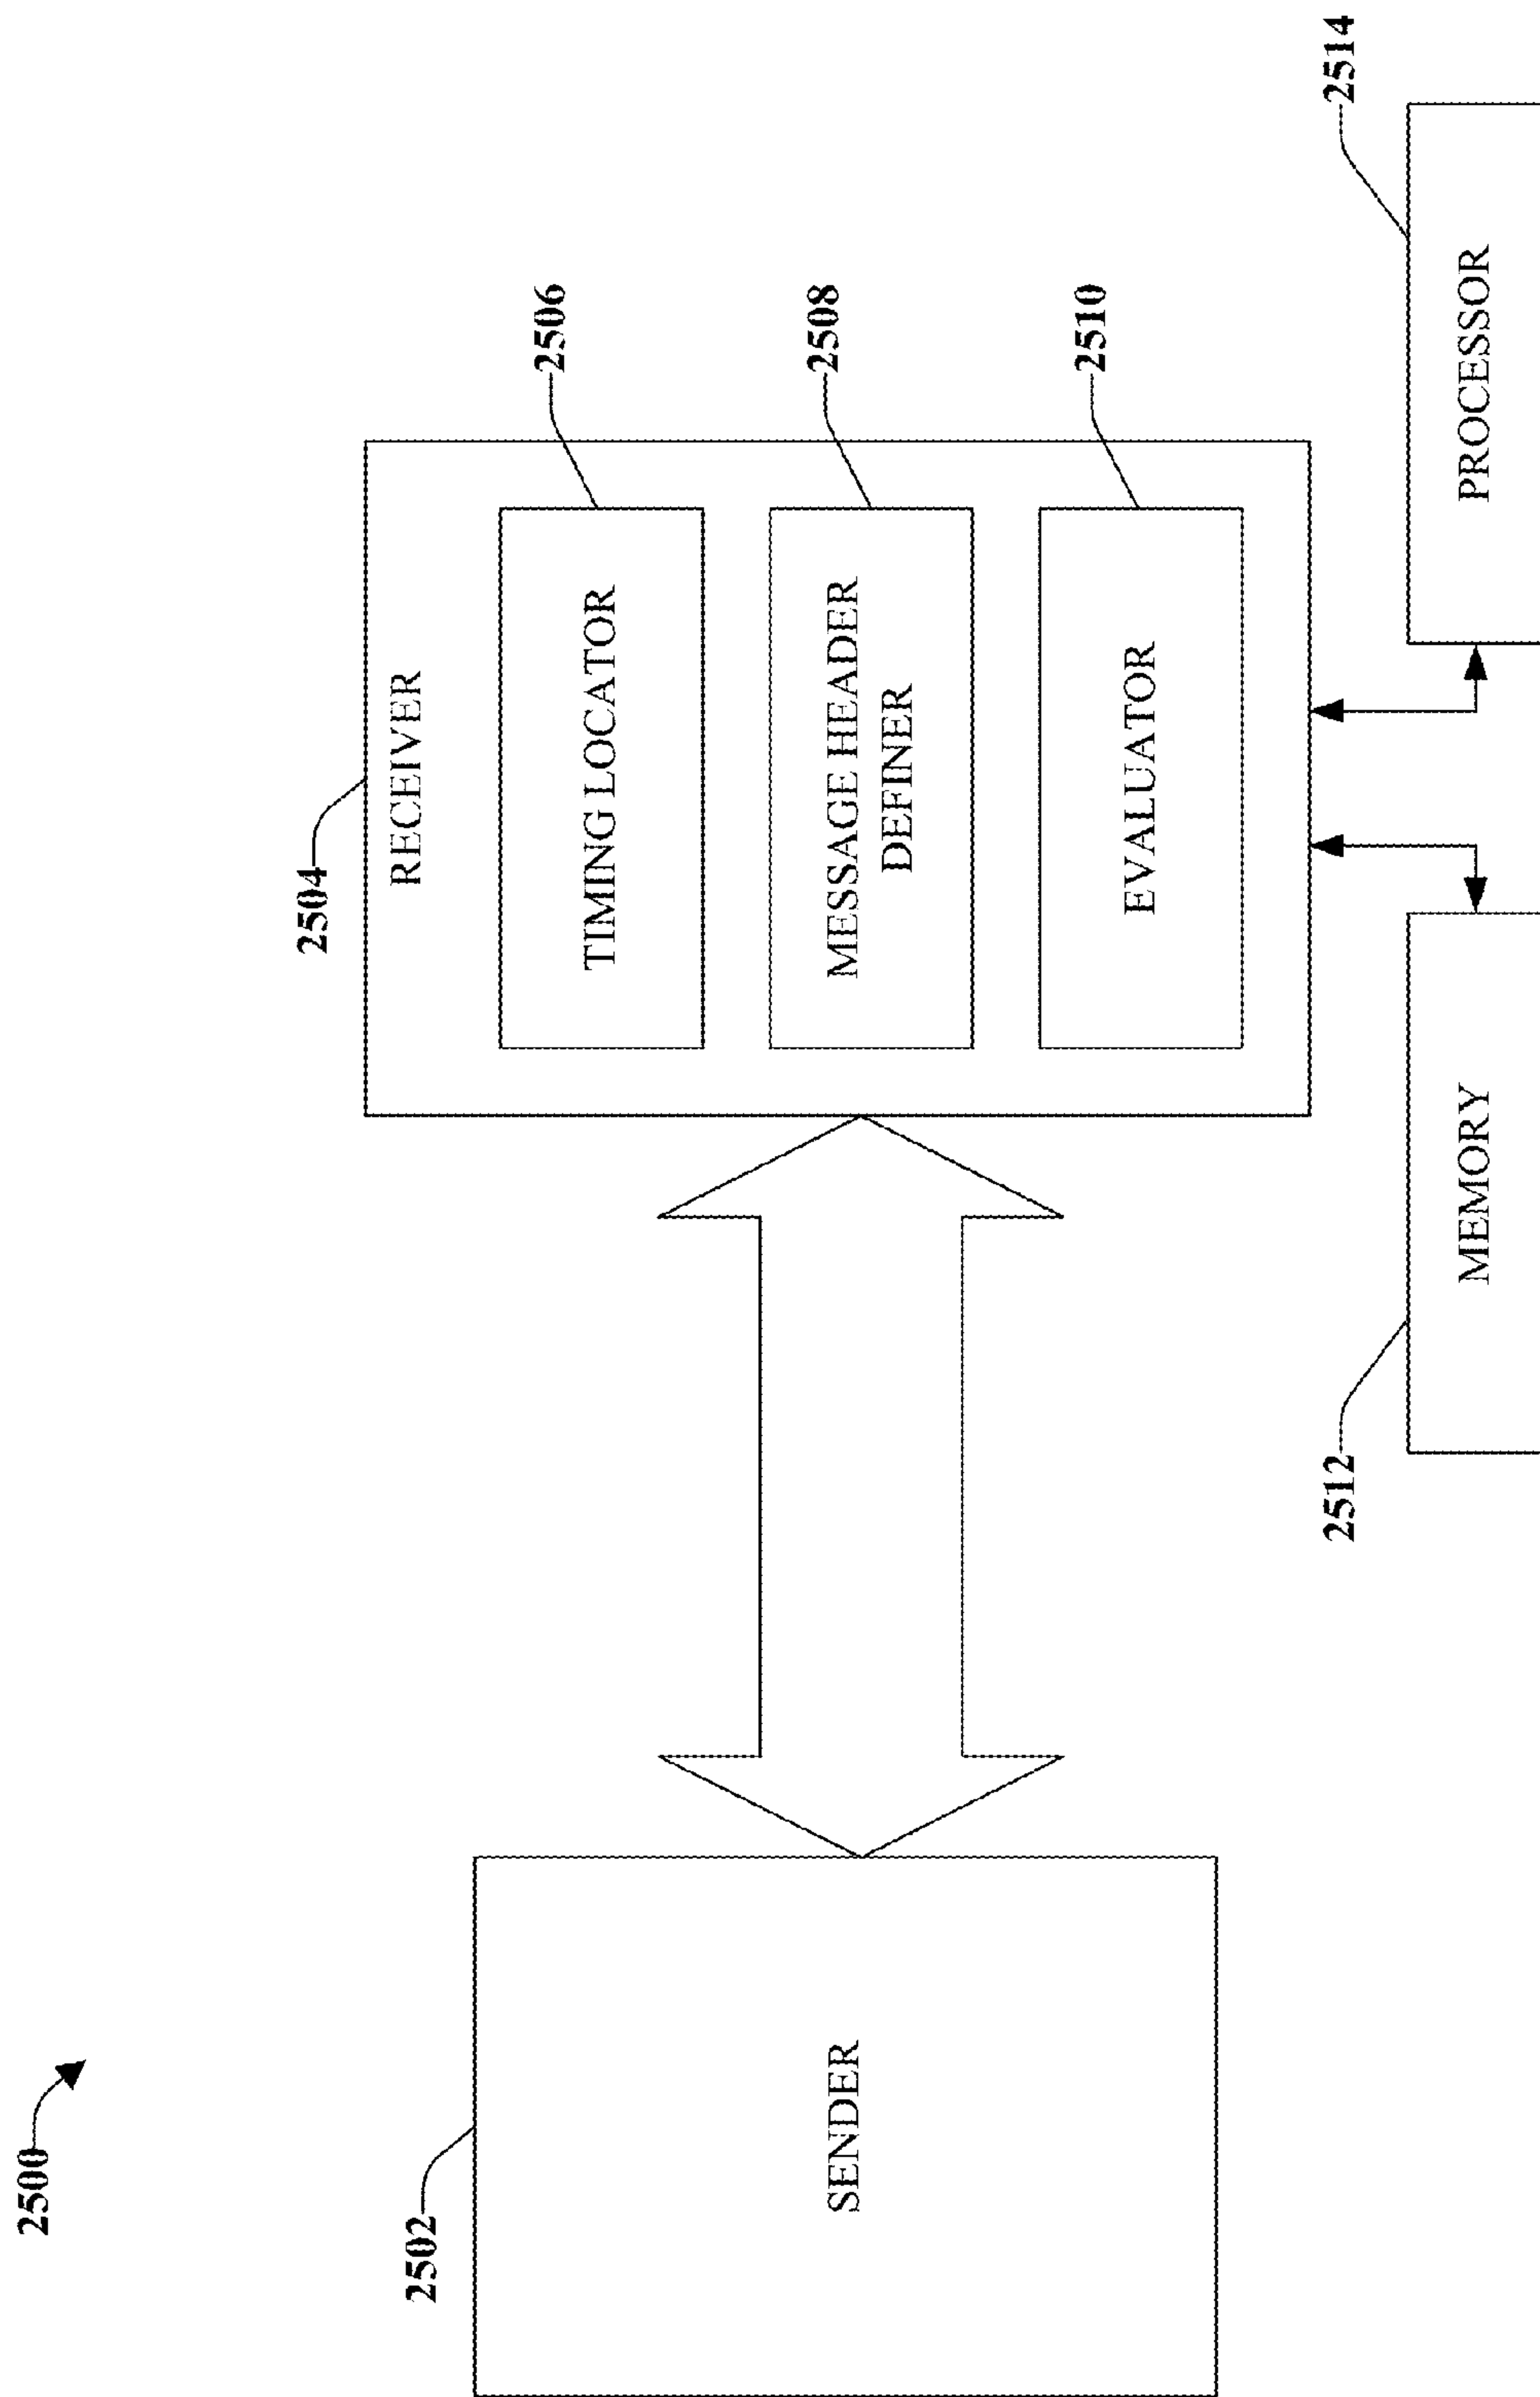 2500
2502
SENDER
2504
RECEIVER
2506
TIMING LOCATOR
2508
MESSAGE HEADER
DEFINER
2510
EVALUATOR
2512
MEMORY
2514
PROCESSOR